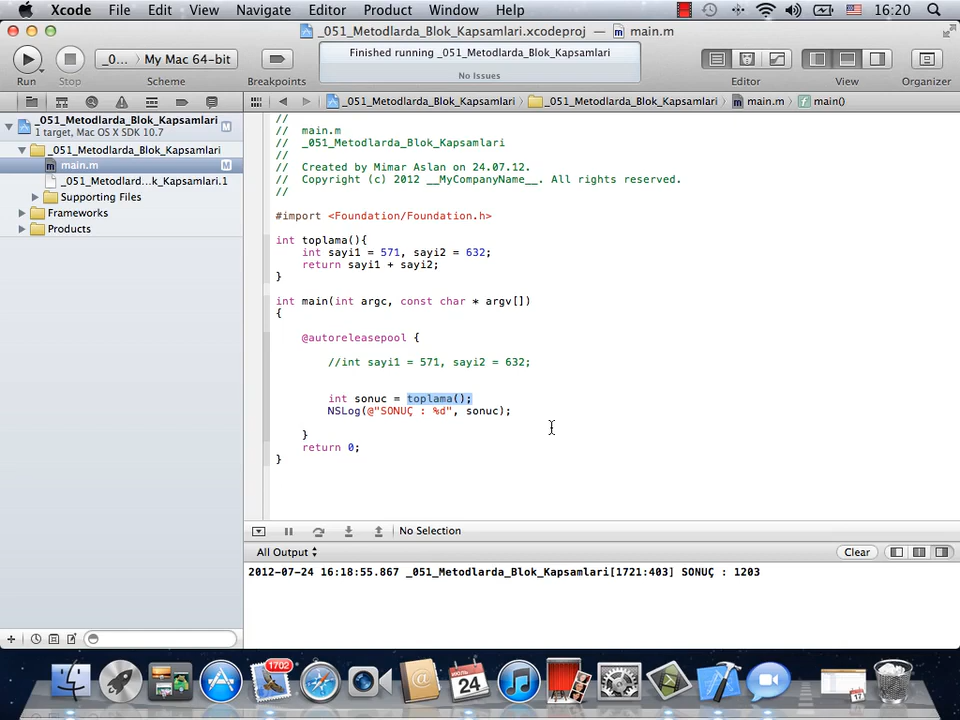 Xcode File Edit View Navigate Editor Product Window Help 16:20
_051_Metodlarda_Blok_Kapsamlari.xcodeproj — main.m
_0... My Mac 64-bit
Finished running _051_Metodlarda_Blok_Kapsamlari
No Issues
Run Stop Scheme Breakpoints Editor View Organizer
_051_Metodlarda_Blok_Kapsamlari _051_Metodlarda_Blok_Kapsamlari main.m main()
_051_Metodlarda_Blok_Kapsamlari M
1 target, Mac OS X SDK 10.7
_051_Metodlarda_Blok_Kapsamlari
main.m M
_051_Metodlard...k_Kapsamlari.1
Supporting Files
Frameworks
Products
//
// main.m
// _051_Metodlarda_Blok_Kapsamlari
//
// Created by Mimar Aslan on 24.07.12.
// Copyright (c) 2012 __MyCompanyName__. All rights reserved.
//
#import <Foundation/Foundation.h>
int toplama(){
int sayi1 = 571, sayi2 = 632;
return sayi1 + sayi2;
}
int main(int argc, const char * argv[])
{
@autoreleasepool {
//int sayi1 = 571, sayi2 = 632;
int sonuc = toplama();
NSLog(@"SONUÇ : %d", sonuc);
}
return 0;
}
No Selection
All Output Clear
2012-07-24 16:18:55.867 _051_Metodlarda_Blok_Kapsamlari[1721:403] SONUÇ : 1203
1702
24
17